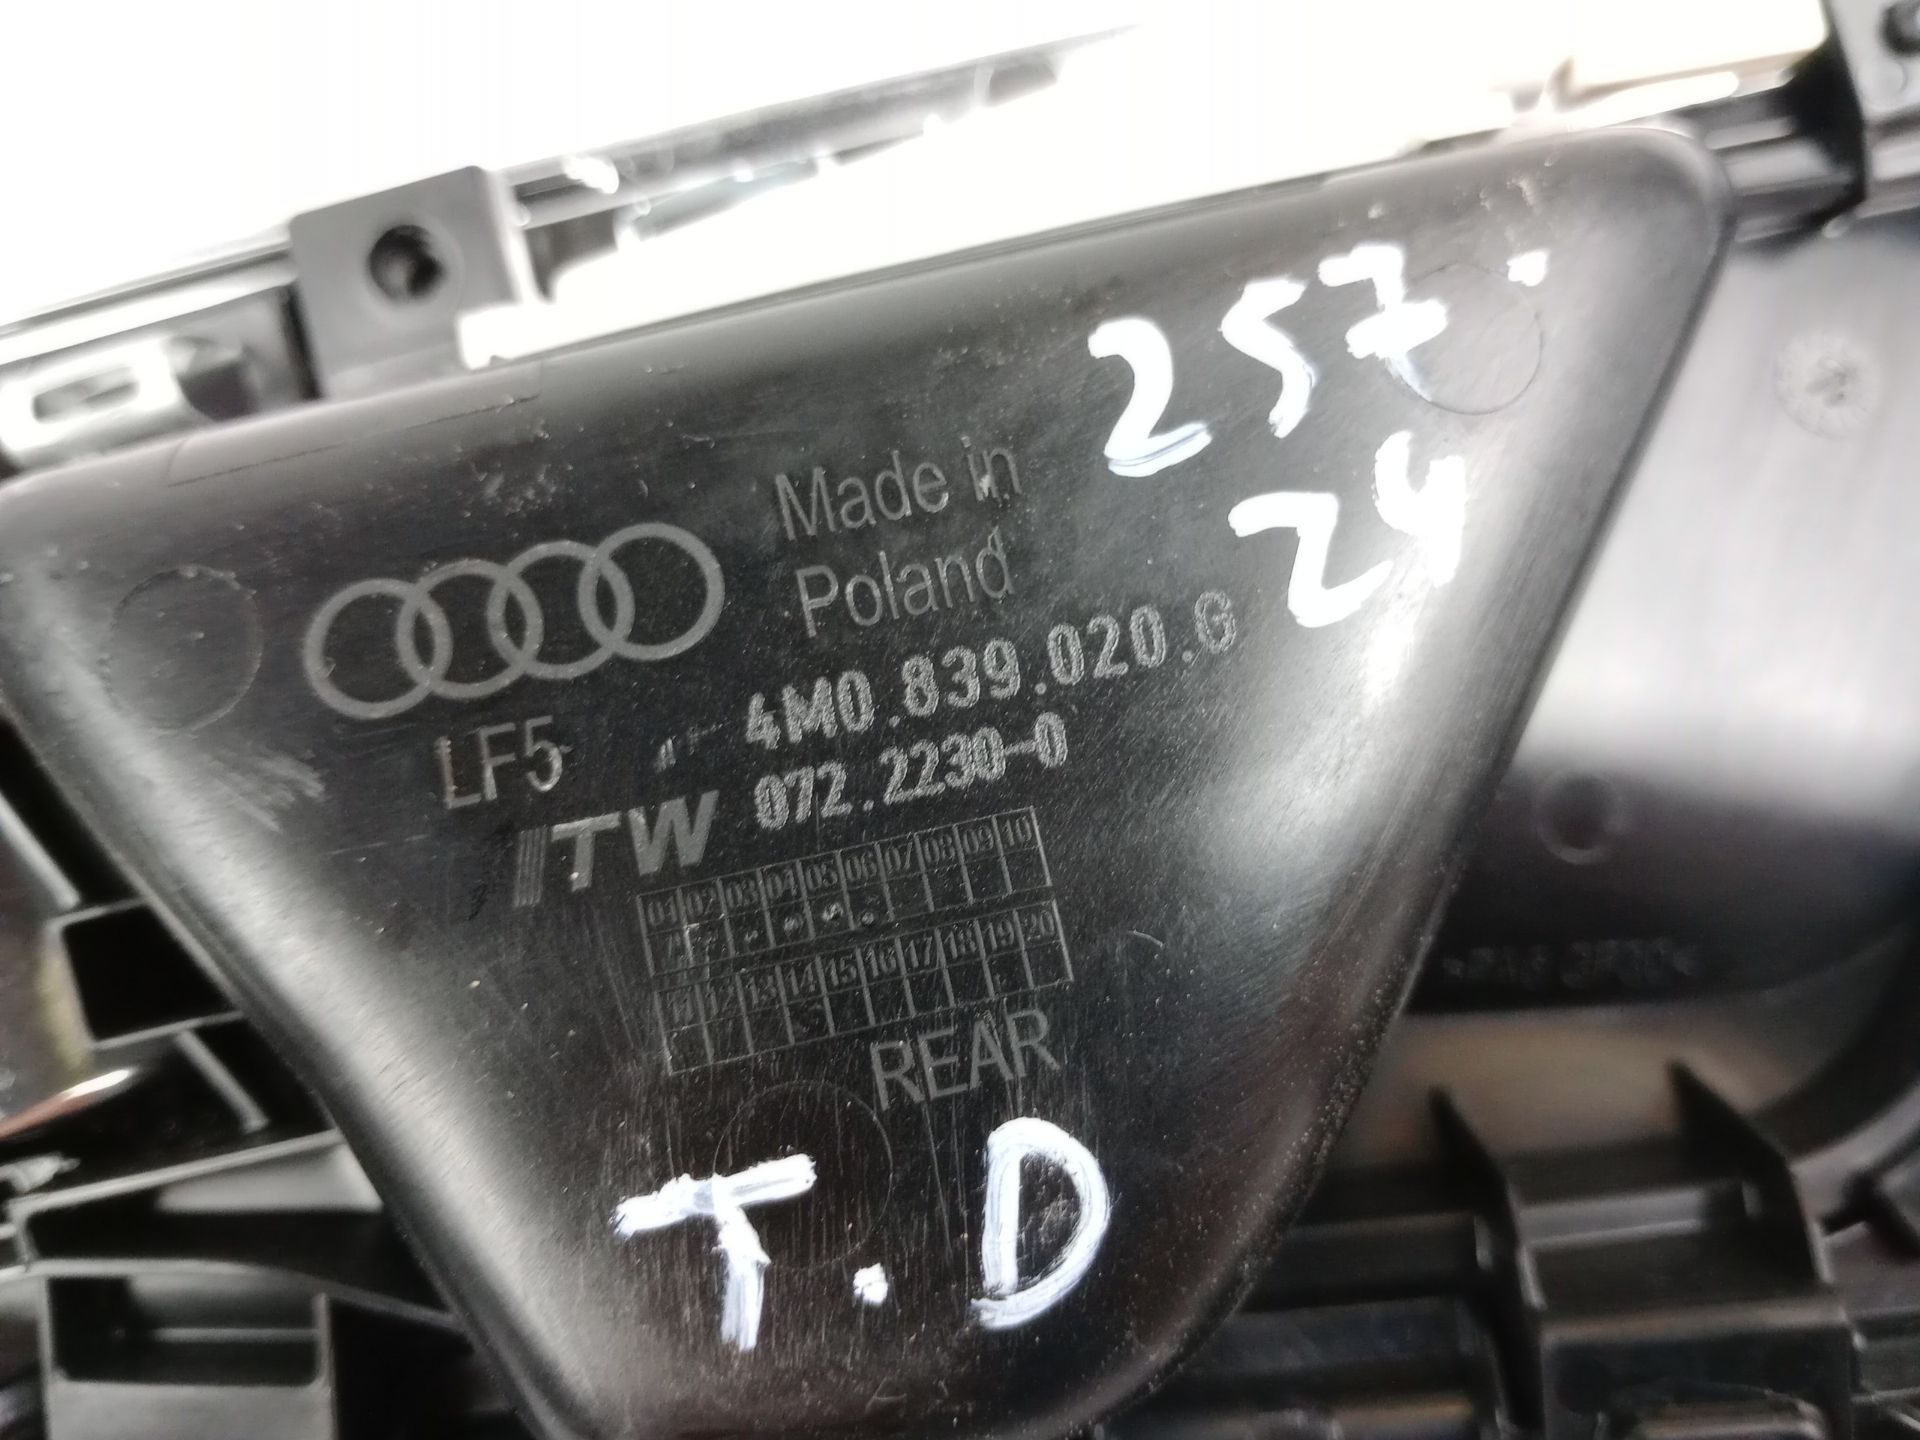 257.
24
Made in
Poland
4M0.839.020.G
LF5
ITW 072.2230-0
01 02 03 04 05 06 07 08 09 10
11 12 13 14 15 16 17 18 19 20
REAR
T.D